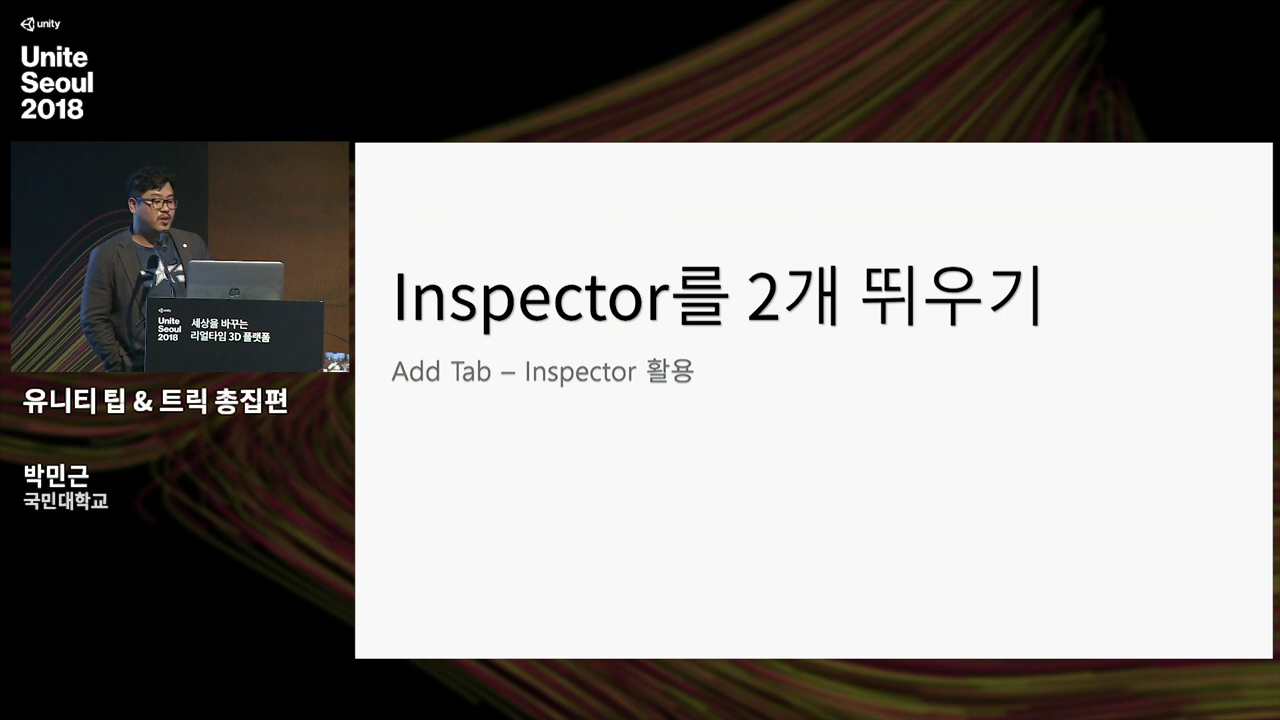 unity
Unite
Seoul
2018
unity
Unite
Seoul
2018
세상을 바꾸는
리얼타임 3D 플랫폼
유니티 팁 & 트릭 총집편
박민근
국민대학교
Inspector를 2개 뛰우기
Add Tab – Inspector 활용